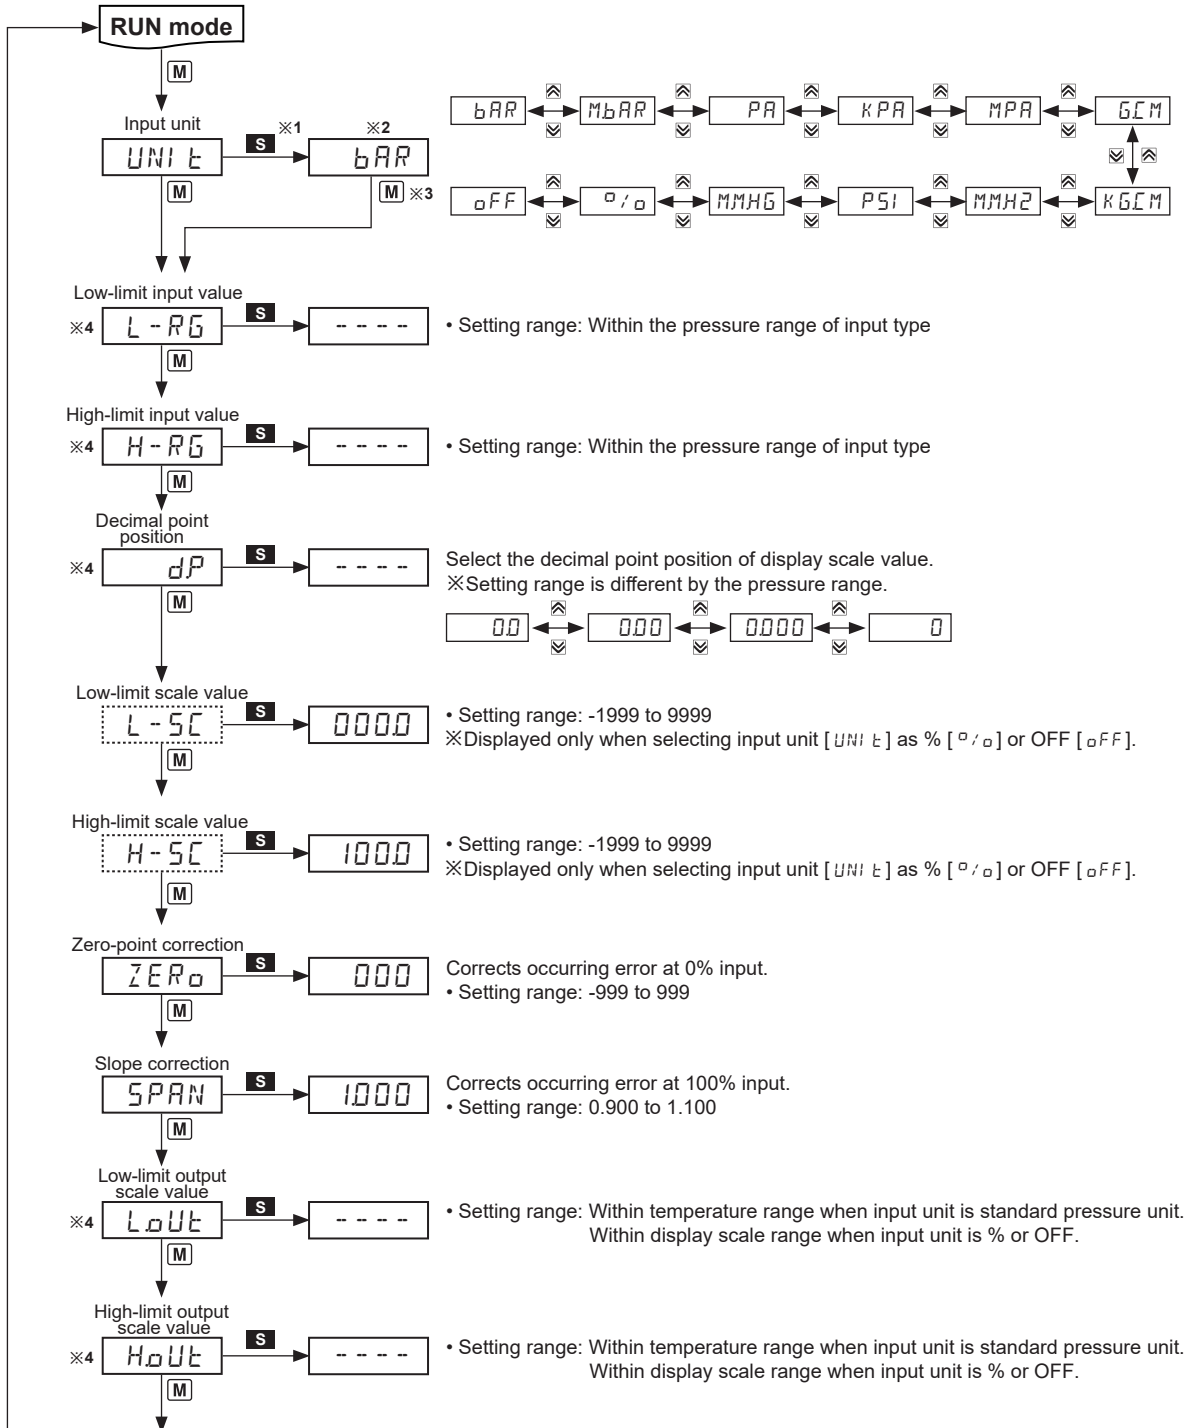 RUN mode
M
Input unit
UNIt S ※1 ※2 bAR
M M ※3
bAR M.bAR PA KPA MPA G.CM
oFF o/o MM.HG PSI MM.H2 KG.CM
Low-limit input value
※4 L-RG S ---- • Setting range: Within the pressure range of input type
M
High-limit input value
※4 H-RG S ---- • Setting range: Within the pressure range of input type
M
Decimal point
position
※4 d.P S ---- Select the decimal point position of display scale value.
※Setting range is different by the pressure range.
M
0.0 0.00 0.000 0
Low-limit scale value
L-SC S 000.0 • Setting range: -1999 to 9999
※Displayed only when selecting input unit [UNIt] as % [o/o] or OFF [oFF].
M
High-limit scale value
H-SC S 100.0 • Setting range: -1999 to 9999
※Displayed only when selecting input unit [UNIt] as % [o/o] or OFF [oFF].
M
Zero-point correction
ZERo S 000 Corrects occurring error at 0% input.
• Setting range: -999 to 999
M
Slope correction
SPAN S 1.000 Corrects occurring error at 100% input.
• Setting range: 0.900 to 1.100
M
Low-limit output
scale value
※4 L.oUt S ---- • Setting range: Within temperature range when input unit is standard pressure unit.
Within display scale range when input unit is % or OFF.
M
High-limit output
scale value
※4 H.oUt S ---- • Setting range: Within temperature range when input unit is standard pressure unit.
Within display scale range when input unit is % or OFF.
M